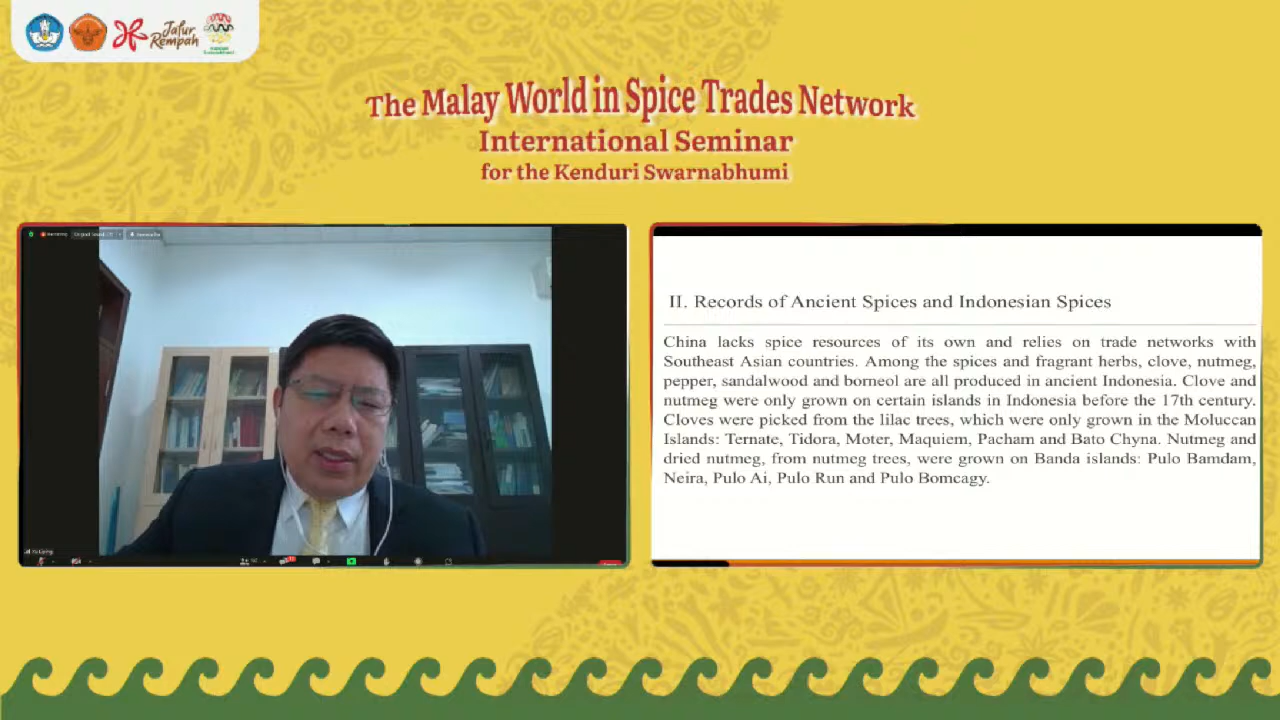 Jalur
Rempah
The Malay World in Spice Trades Network
International Seminar
for the Kenduri Swarnabhumi
II. Records of Ancient Spices and Indonesian Spices
China lacks spice resources of its own and relies on trade networks with
Southeast Asian countries. Among the spices and fragrant herbs, clove, nutmeg,
pepper, sandalwood and borneol are all produced in ancient Indonesia. Clove and
nutmeg were only grown on certain islands in Indonesia before the 17th century.
Cloves were picked from the lilac trees, which were only grown in the Moluccan
Islands: Ternate, Tidora, Moter, Maquiem, Pacham and Bato Chyna. Nutmeg and
dried nutmeg, from nutmeg trees, were grown on Banda islands: Pulo Bamdam,
Neira, Pulo Ai, Pulo Run and Pulo Bomcagy.